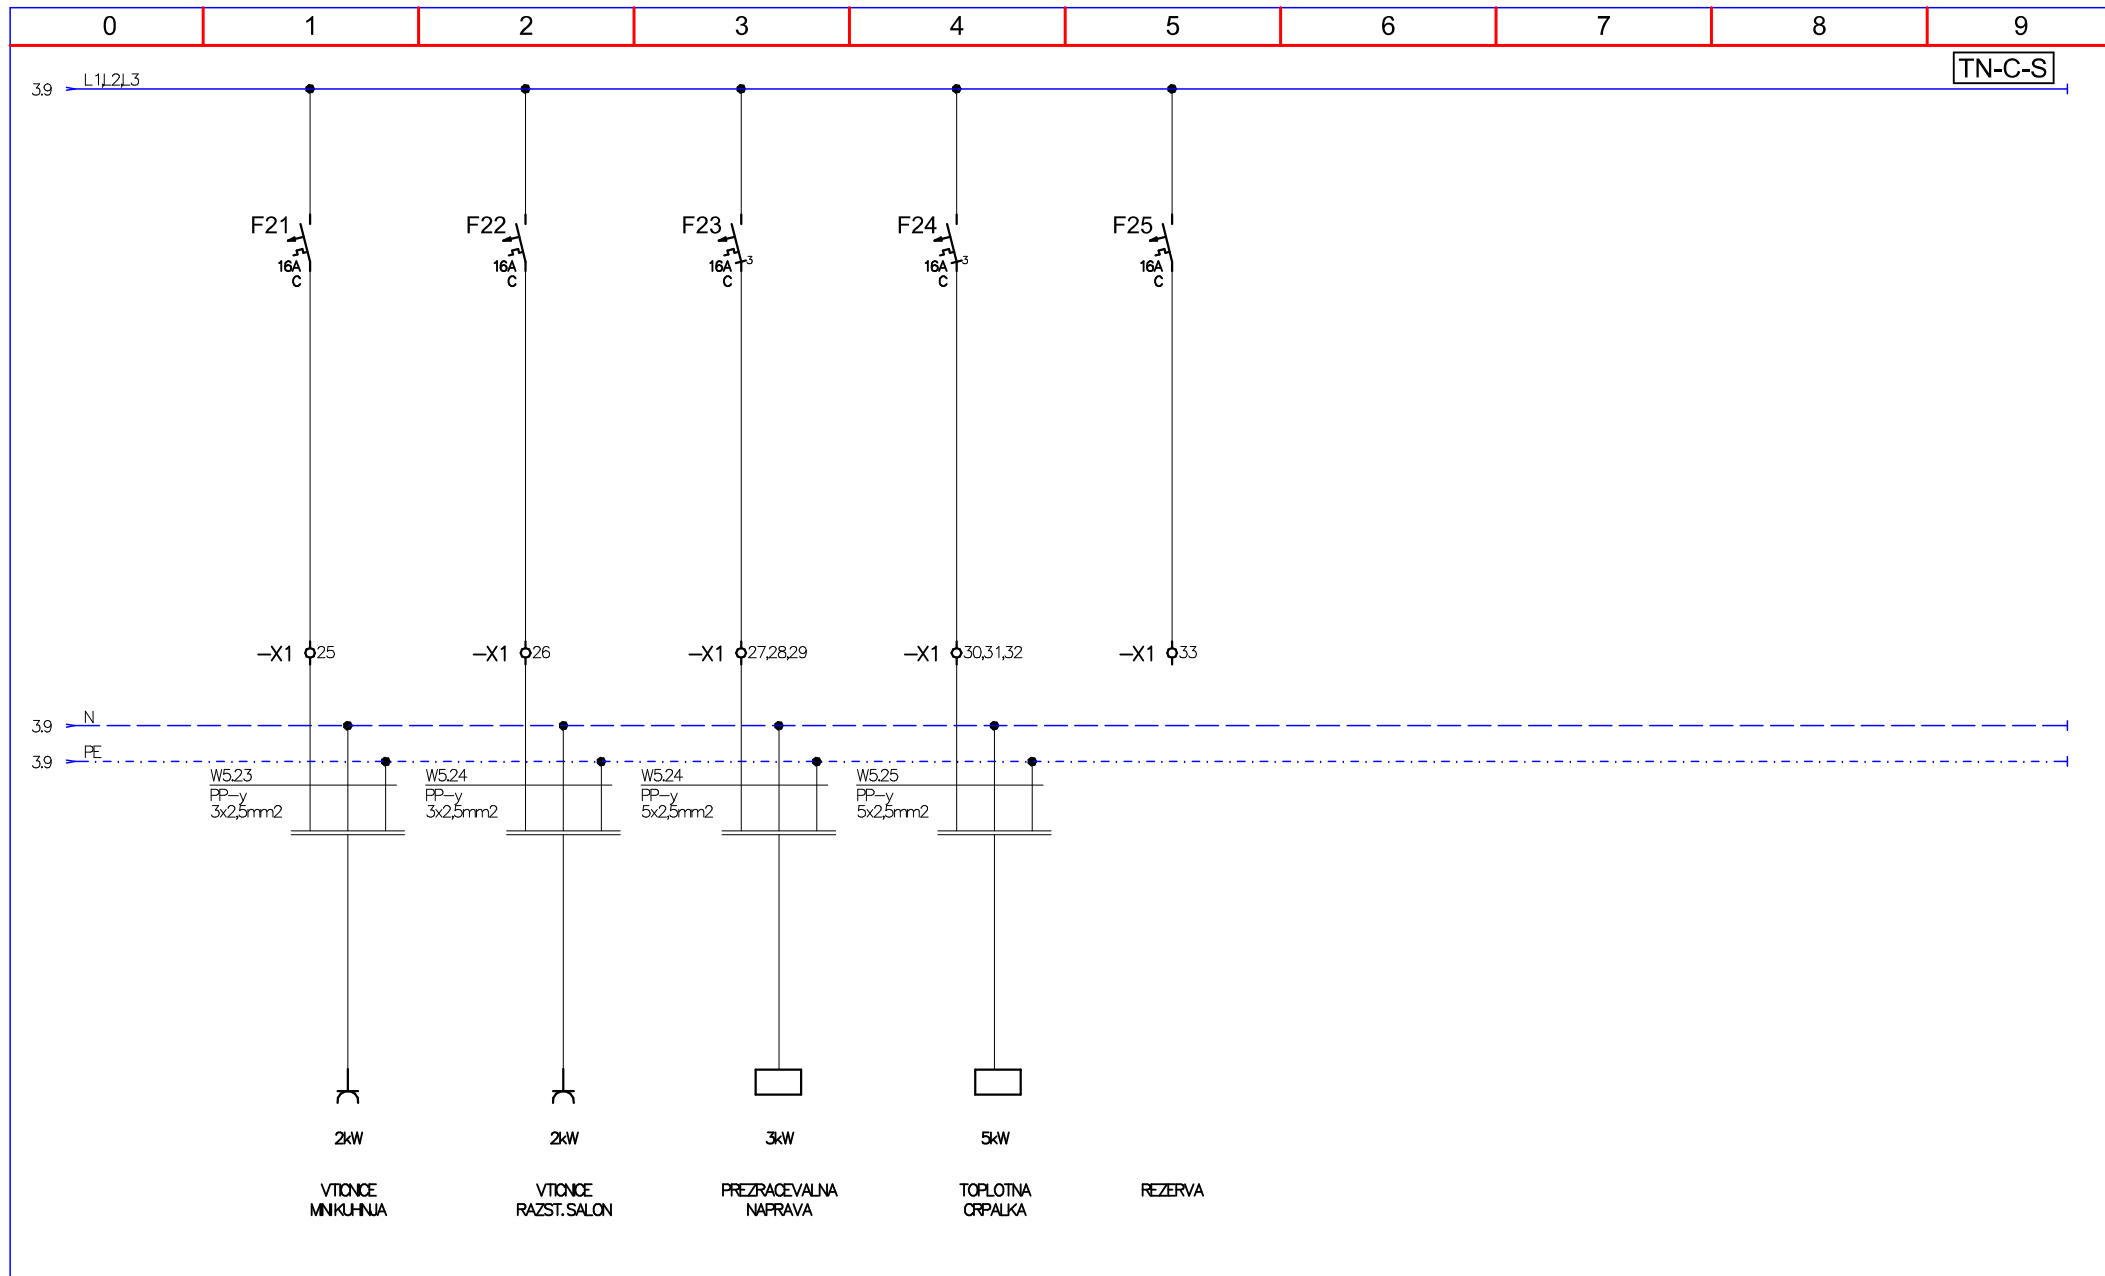 0 1 2 3 4 5 6 7 8 9
TN-C-S
3.9 L1,L2,L3
F21 F22 F23 F24 F25
16A 16A 16A 3 16A 3 16A
C C C C C
-X1 25 -X1 26 -X1 27,28,29 -X1 30,31,32 -X1 33
3.9 N
3.9 PE
W5.23 W5.24 W5.24 W5.25
PP-y PP-y PP-y PP-y
3x2,5mm2 3x2,5mm2 5x2,5mm2 5x2,5mm2
2kW 2kW 3kW 5kW
VTICNICE VTICNICE PREZRACEVALNA TOPLOTNA REZERVA
MINI KUHINJA RAZST. SALON NAPRAVA CRPALKA